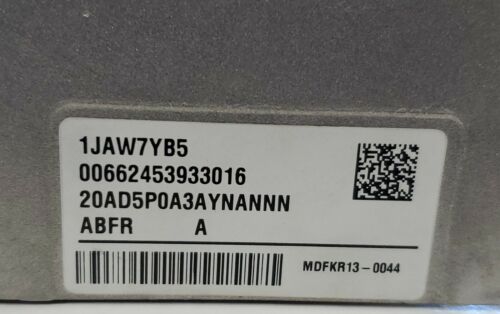 1JAW7YB5
00662453933016
20AD5P0A3AYNANNN
ABFR A
MDFKR13-0044